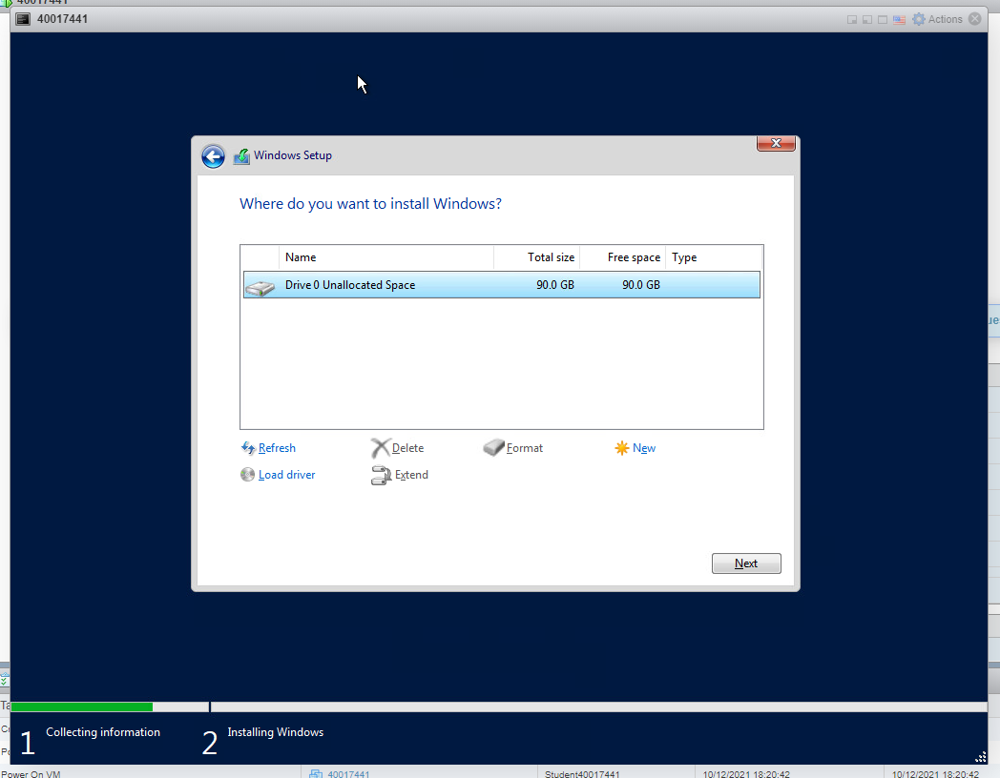 40017441
40017441
Actions
Windows Setup
Where do you want to install Windows?
Name Total size Free space Type
Drive 0 Unallocated Space 90.0 GB 90.0 GB
Refresh Delete Format New
Load driver Extend
Next
1 Collecting information 2 Installing Windows
Power On VM 40017441 Student40017441 10/12/2021 18:20:42 10/12/2021 18:20:42